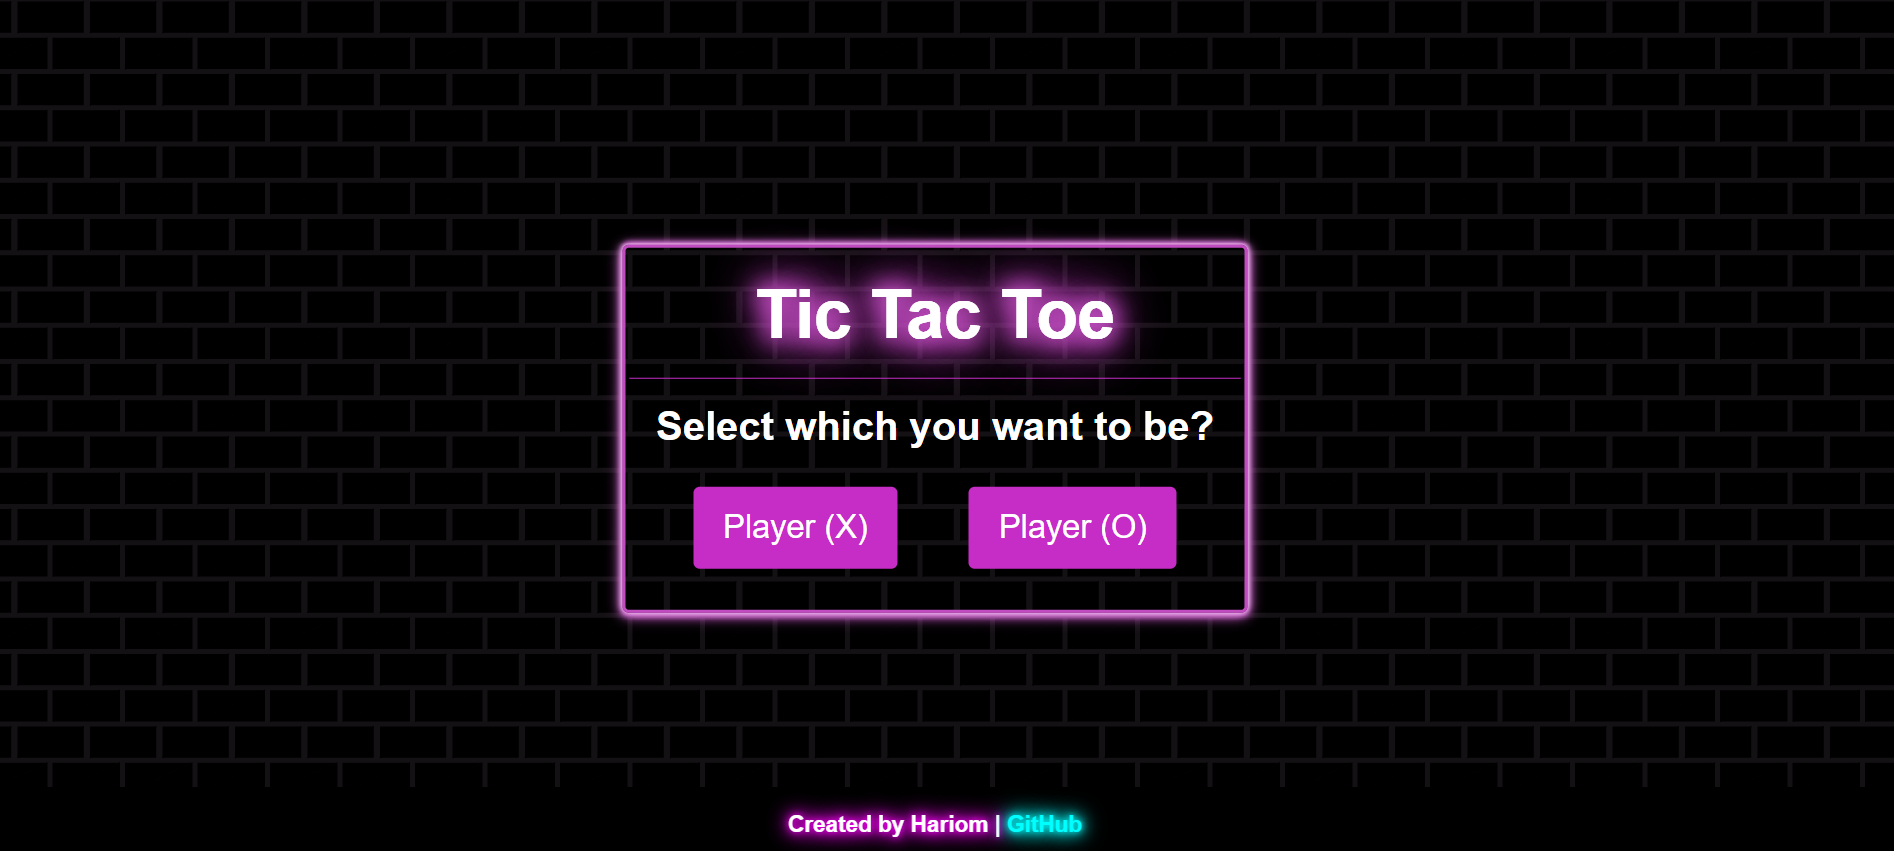 Tic Tac Toe
Select which you want to be?
Player (X) Player (O)
Created by Hariom | GitHub